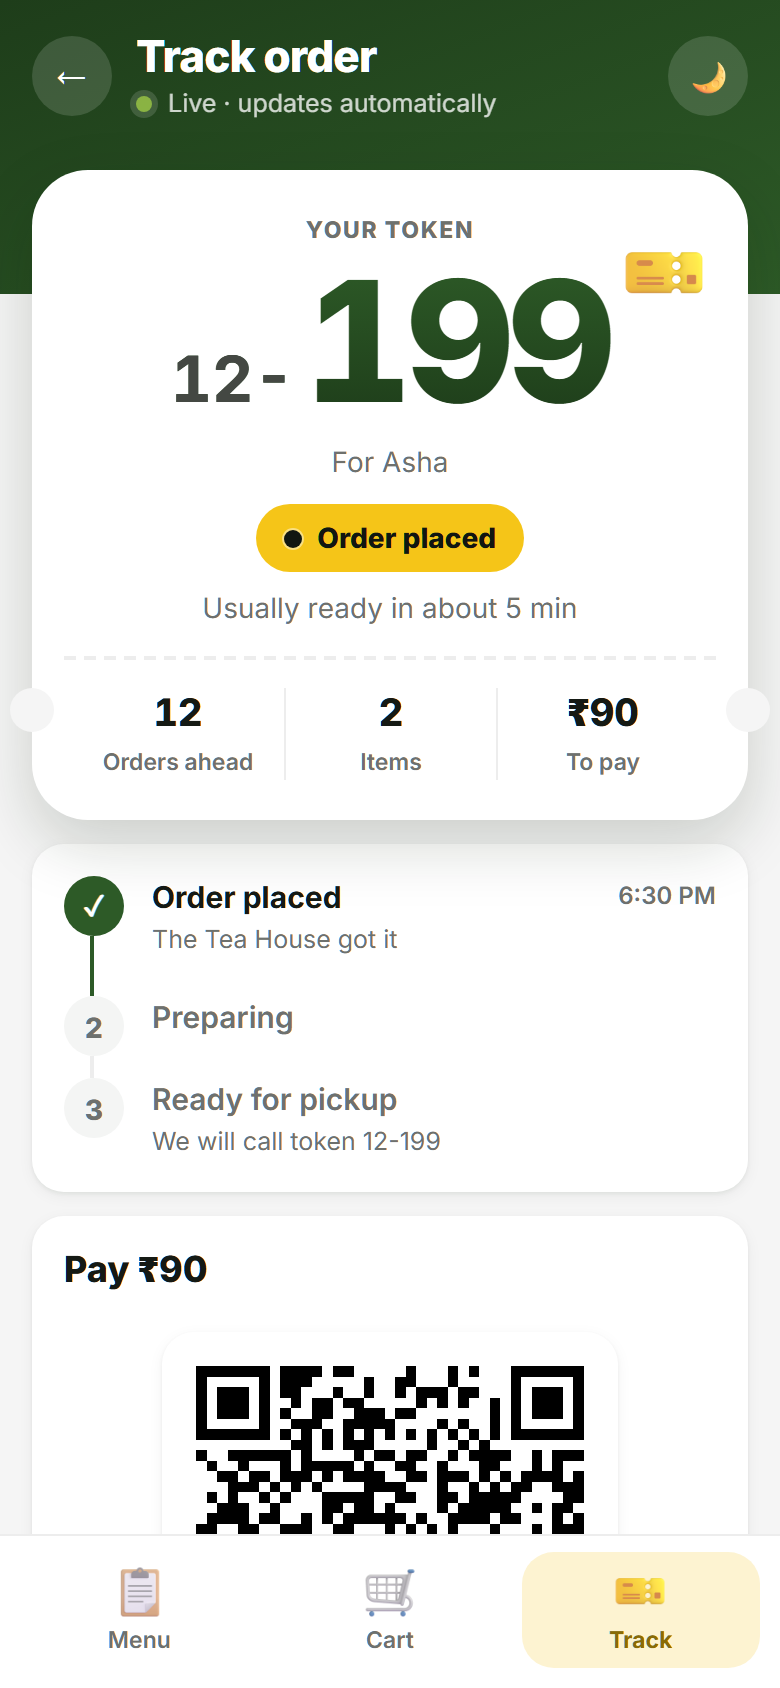 Track order
Live · updates automatically
YOUR TOKEN
12-199
For Asha
Order placed
Usually ready in about 5 min
12
Orders ahead
2
Items
₹90
To pay
Order placed
6:30 PM
The Tea House got it
2
Preparing
3
Ready for pickup
We will call token 12-199
Pay ₹90
Menu
Cart
Track